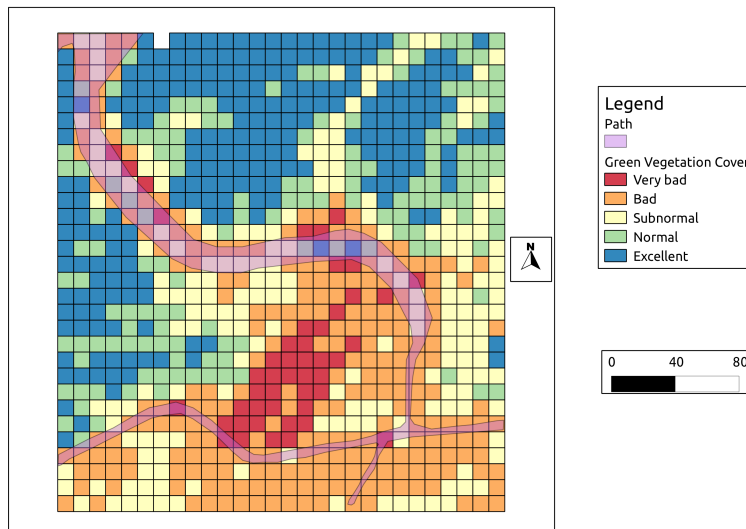 N
Legend
Path
Green Vegetation Cover
Very bad
Bad
Subnormal
Normal
Excellent
0 40 80